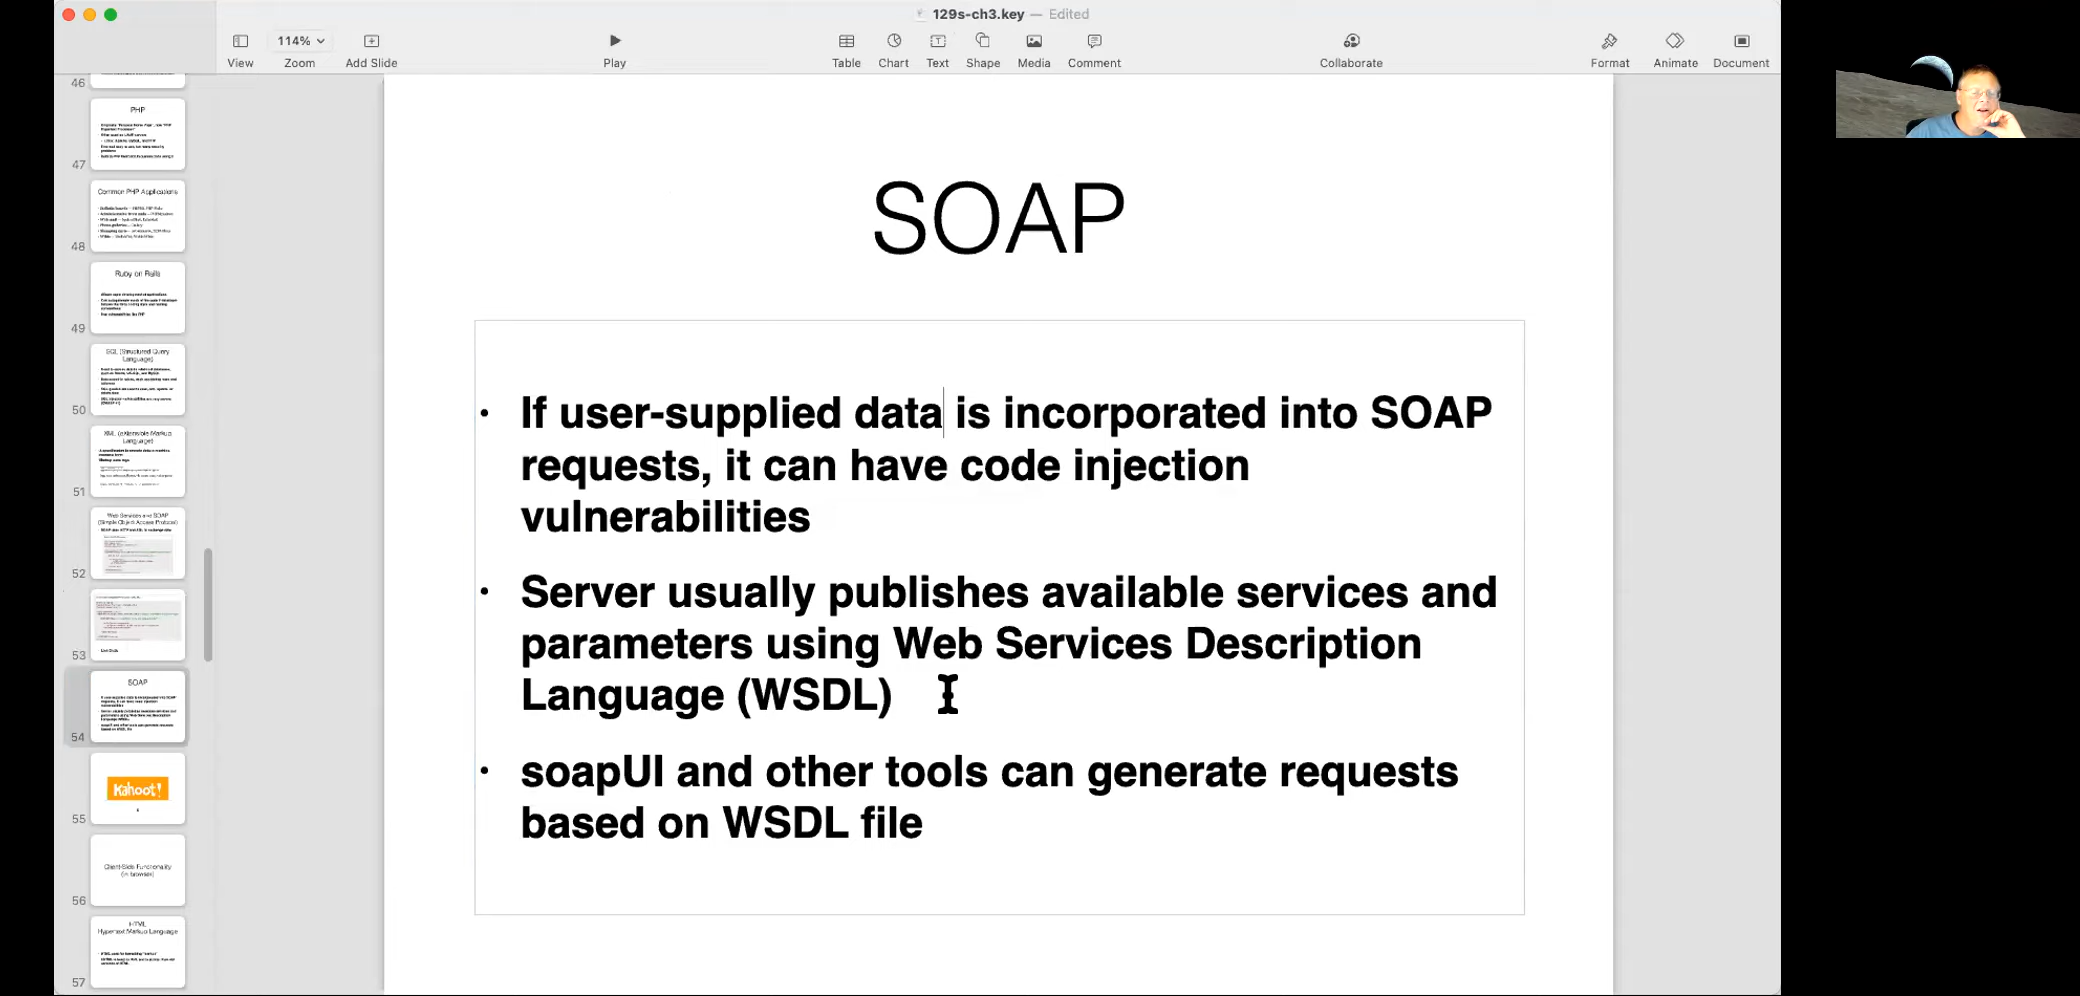 129s-ch3.key — Edited
114%
View
Zoom
Add Slide
Play
Table
Chart
Text
Shape
Media
Comment
Collaborate
Format
Animate
Document
46
PHP
47
Common PHP Applications
48
Ruby on Rails
49
SQL (Structured Query
Language)
50
XML (eXtensible Markup
Language)
51
Web Services and SOAP
(Simple Object Access Protocol)
52
53
SOAP
54
Kahoot!
55
Client-Side Functionality
(in browser)
56
HTML
Hypertext Markup Language
57
SOAP
• If user-supplied data is incorporated into SOAP
requests, it can have code injection
vulnerabilities
• Server usually publishes available services and
parameters using Web Services Description
Language (WSDL)
• soapUI and other tools can generate requests
based on WSDL file